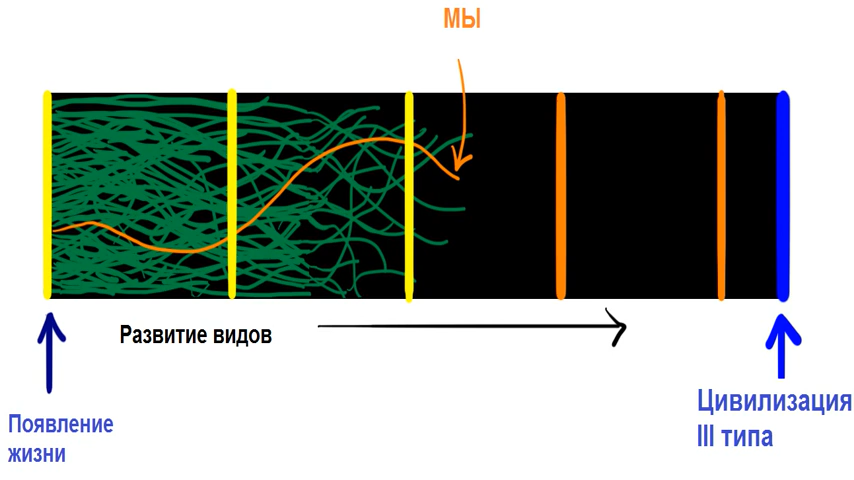 МЫ
Развитие видов
Появление
жизни
Цивилизация
III типа